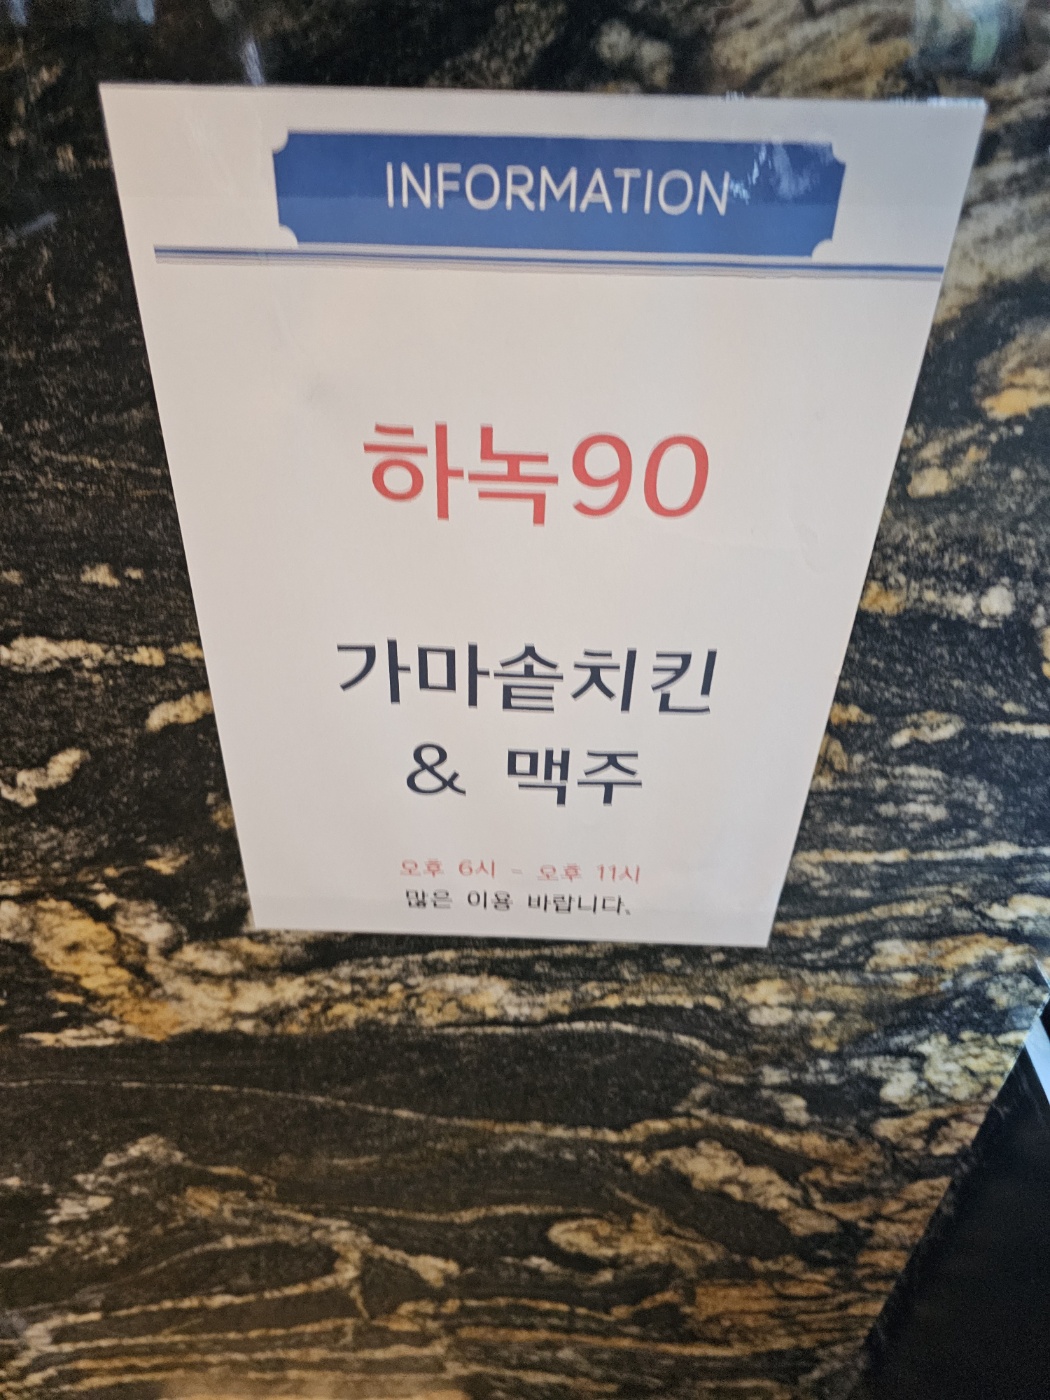 INFORMATION
하녹90
가마솥치킨
& 맥주
오후 6시 - 오후 11시
많은 이용 바랍니다.